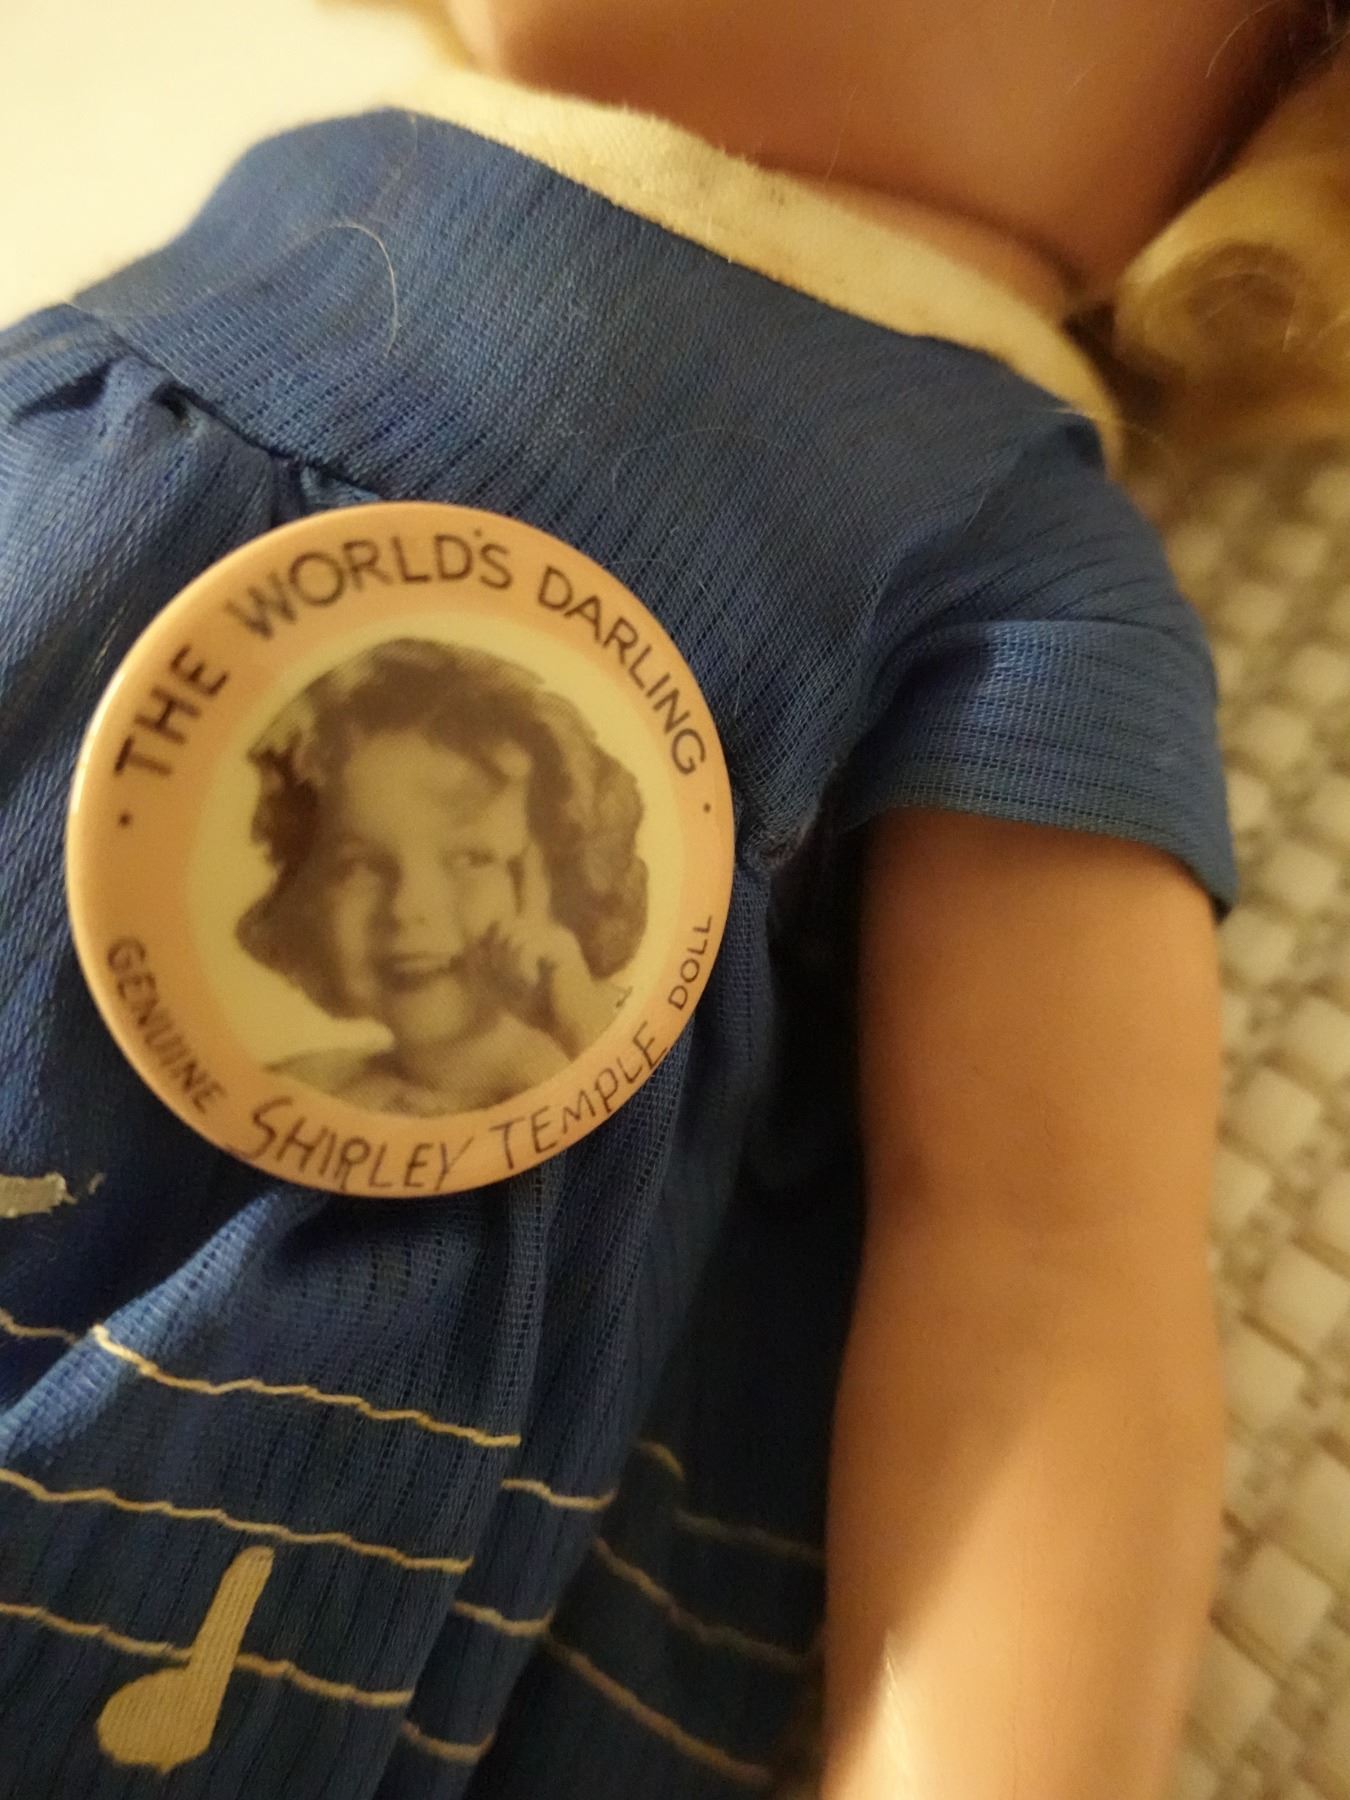 · THE WORLD'S DARLING ·
GENUINE SHIRLEY TEMPLE DOLL